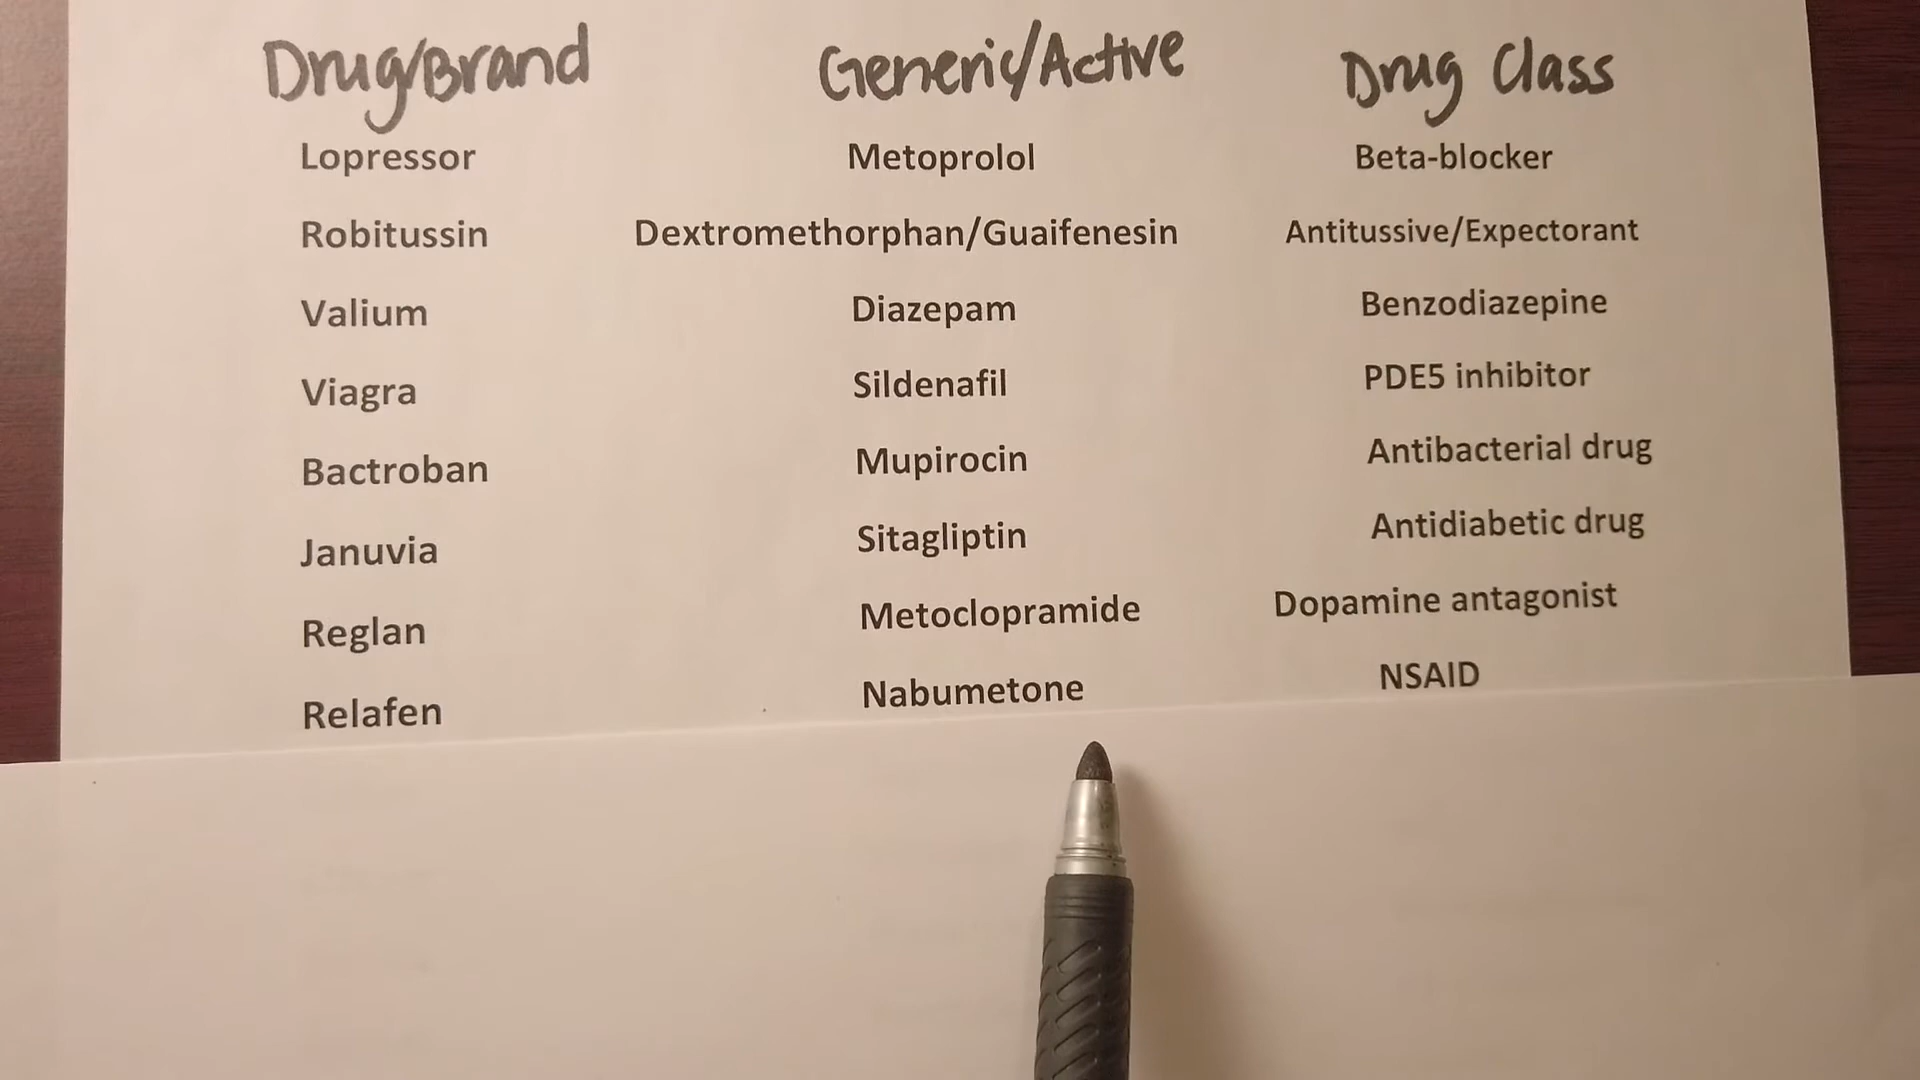 Drug/Brand Generic/Active Drug Class
Lopressor Metoprolol Beta-blocker
Robitussin Dextromethorphan/Guaifenesin Antitussive/Expectorant
Valium Diazepam Benzodiazepine
Viagra Sildenafil PDE5 inhibitor
Bactroban Mupirocin Antibacterial drug
Januvia Sitagliptin Antidiabetic drug
Reglan Metoclopramide Dopamine antagonist
Relafen Nabumetone NSAID